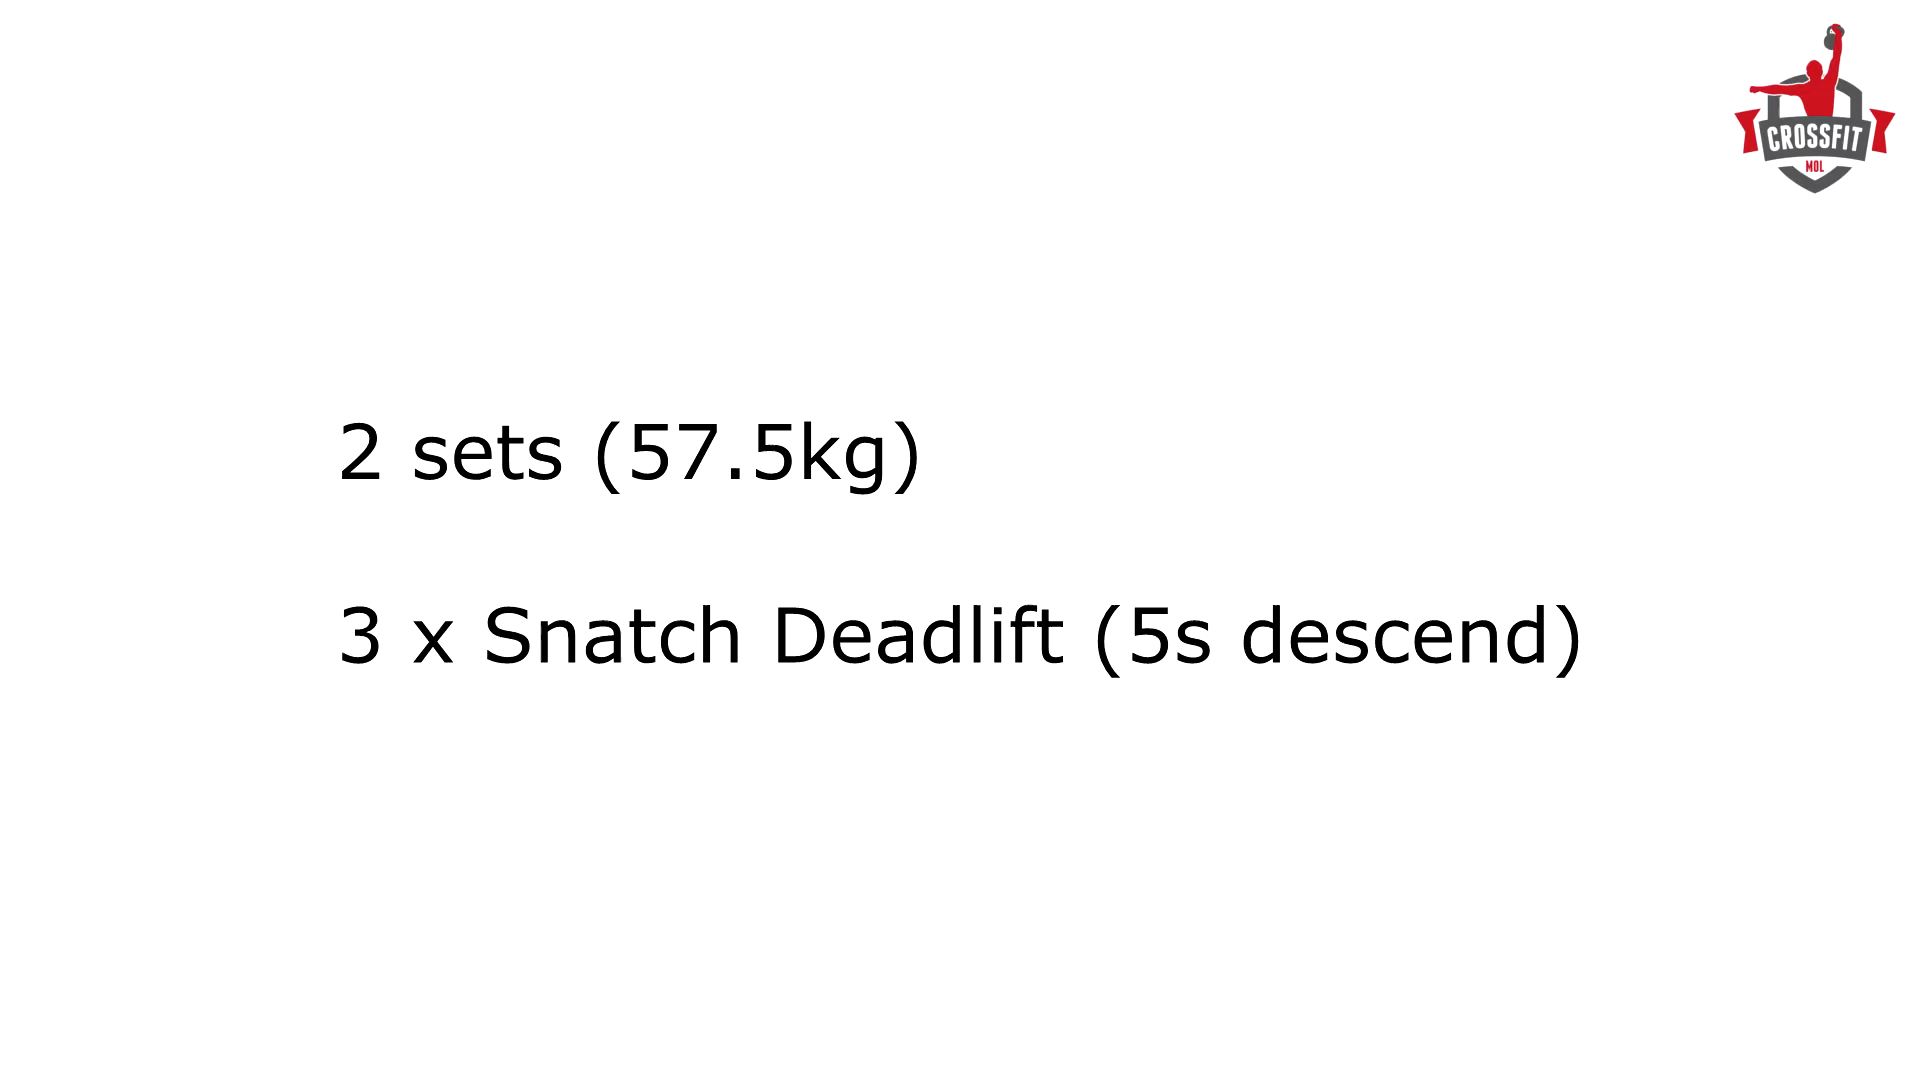 CROSSFIT
MOL
2 sets (57.5kg)
3 x Snatch Deadlift (5s descend)